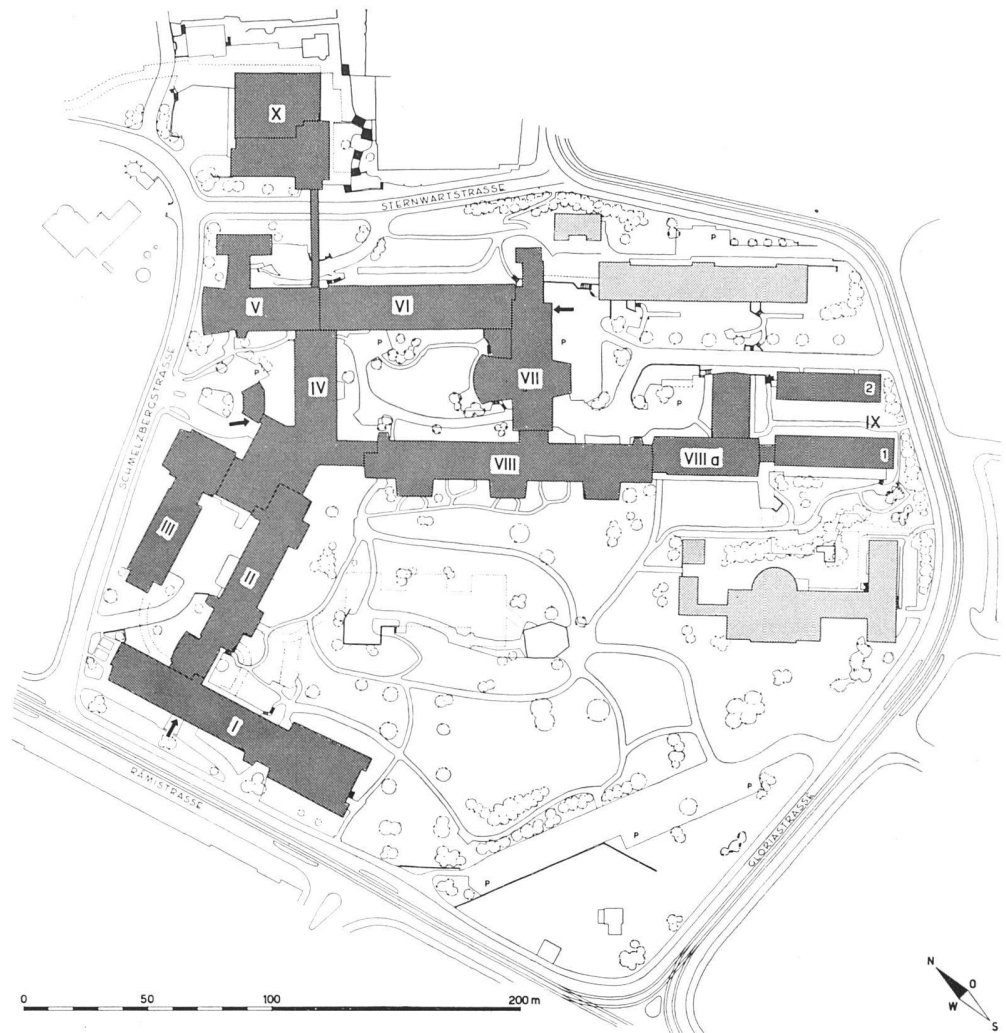 X
STERNWARTSTRASSE
P
V
VI
P
P
SCHMELZBERGSTRASSE
P
IV
VII
P
2
IX
VIII
VIII a
1
III
II
I
RÄMISTRASSE
P
P
P
GLORIASTRASSE
0 50 100 200 m
N
O
W
S